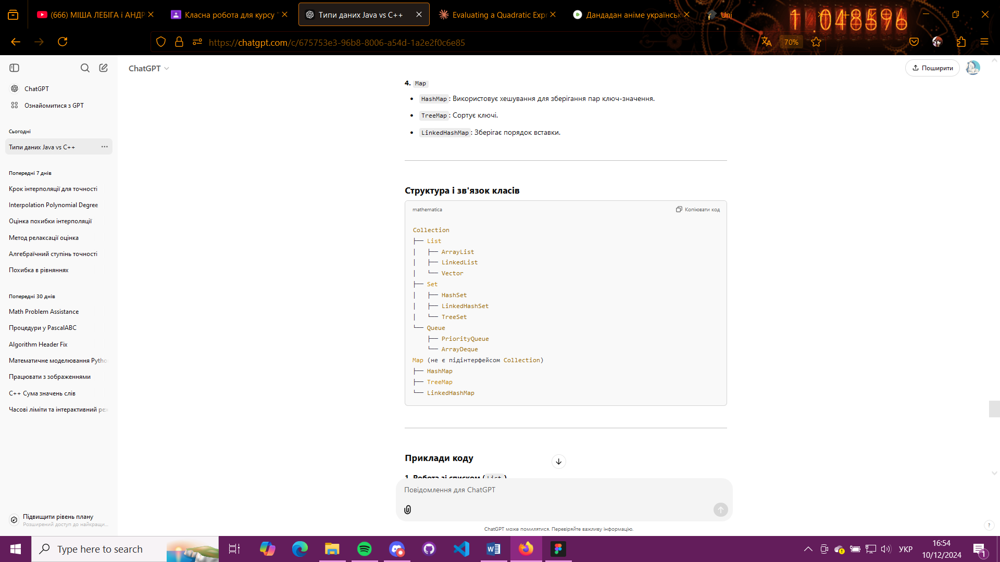 (666) МІША ЛЕБІГА і АНДР
Класна робота для курсу "
Типи даних Java vs C++
Evaluating a Quadratic Expr
Дандадан аніме українськ
Uni
1 048596
https://chatgpt.com/c/675753e3-96b8-8006-a54d-1a2e2f0c6e85
70%
ChatGPT
Поширити
ChatGPT
Ознайомитися з GPT
Сьогодні
Типи даних Java vs C++
Попередні 7 днів
Крок інтерполяції для точності
Interpolation Polynomial Degree
Оцінка похибки інтерполяції
Метод релаксації оцінка
Алгебраїчний ступінь точності
Похибка в рівняннях
Попередні 30 днів
Math Problem Assistance
Процедури у PascalABC
Algorithm Header Fix
Математичне моделювання Pytho
Працювати з зображеннями
C++ Сума значень слів
Часові ліміти та інтерактивний реж
Підвищити рівень плану
Розширений доступ до найкращи...
4. Map
• HashMap: Використовує хешування для зберігання пар ключ-значення.
• TreeMap: Сортує ключі.
• LinkedHashMap: Зберігає порядок вставки.
Структура і зв'язок класів
mathematica
Копіювати код
Collection
├── List
│   ├── ArrayList
│   ├── LinkedList
│   └── Vector
├── Set
│   ├── HashSet
│   ├── LinkedHashSet
│   └── TreeSet
└── Queue
    ├── PriorityQueue
    └── ArrayDeque
Map (не є підінтерфейсом Collection)
├── HashMap
├── TreeMap
└── LinkedHashMap
Приклади коду
1. Робота зі списком (List)
Повідомлення для ChatGPT
ChatGPT може помилятися. Перевіряйте важливу інформацію.
?
Type here to search
УКР
16:54
10/12/2024
1